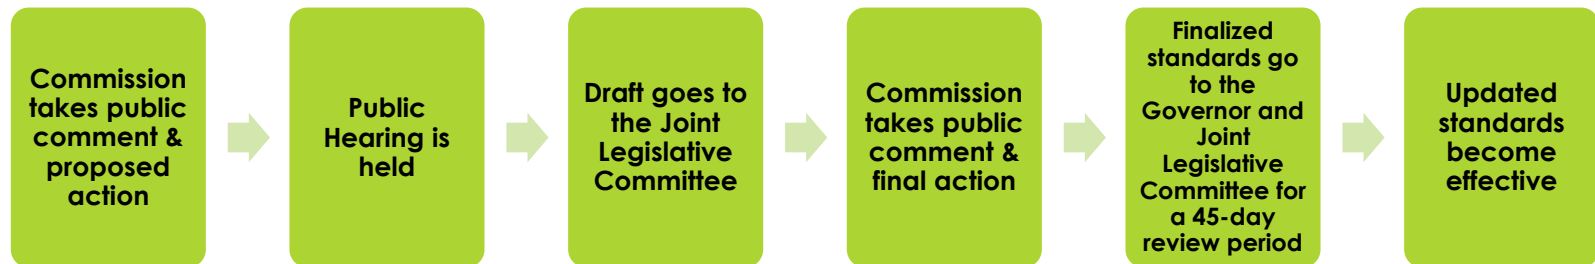 Commission
takes public
comment &
proposed
action
Public
Hearing is
held
Draft goes to
the Joint
Legislative
Committee
Commission
takes public
comment &
final action
Finalized
standards go
to the
Governor and
Joint
Legislative
Committee for
a 45-day
review period
Updated
standards
become
effective